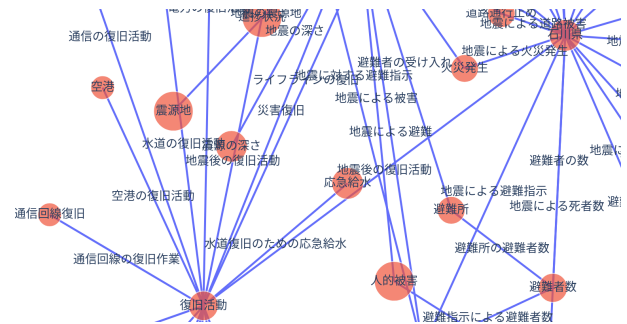 道路通行止め
進捗状況
地震の深さ
地震による道路被害
石川県
通信の復旧活動
地震による火災発生
避難者の受け入れ
火災発生
地震に対する避難指示
ライフラインの復旧
空港
地震による被害
震源地
災害復旧
地震による避難
水道の復旧活動
震源の深さ
地震後の復旧活動
避難者の数
地震後の復旧活動
応急給水
空港の復旧活動
地震による避難指示
地震による死者数
避難所
通信回線復旧
水道復旧のための応急給水
避難所の避難者数
通信回線の復旧作業
人的被害
避難者数
復旧活動
避難指示による避難者数